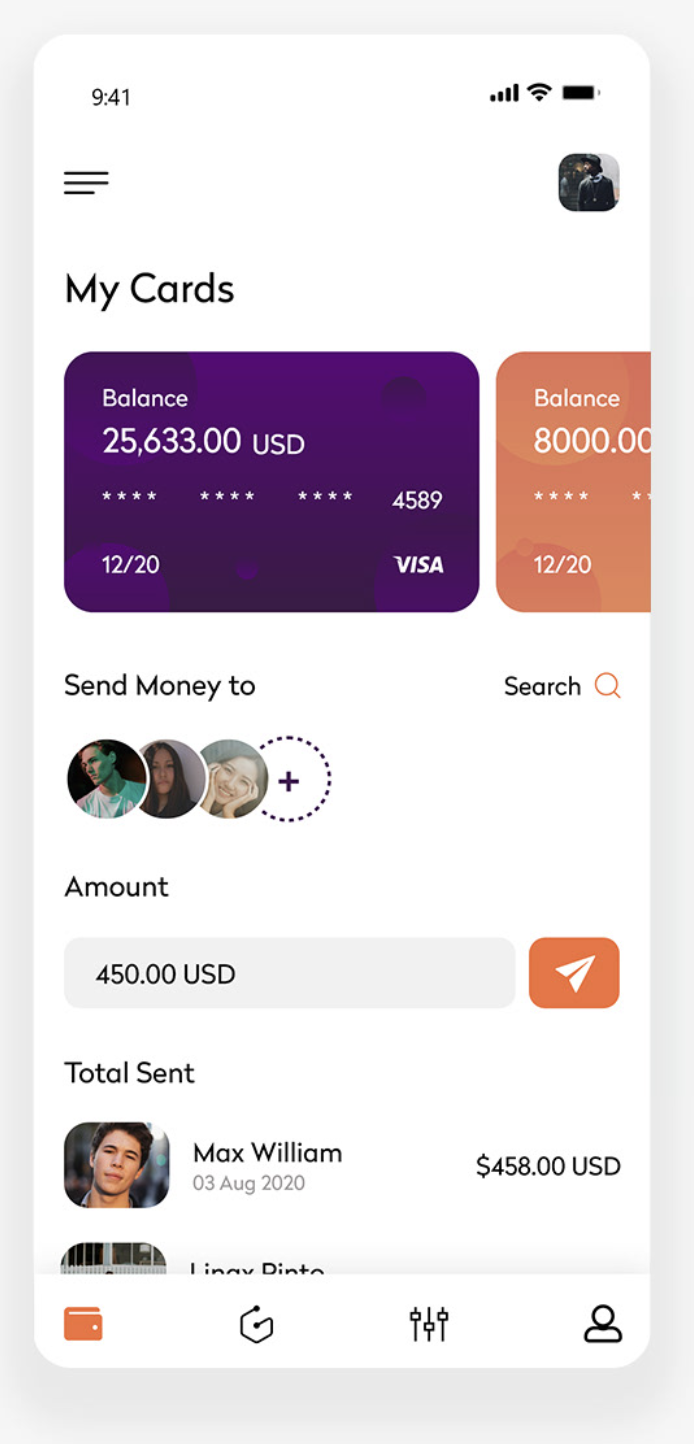 9:41
My Cards
Balance
25,633.00 USD
**** **** **** 4589
12/20 VISA
Balance
8000.00
**** **
12/20
Send Money to
Search
+
Amount
450.00 USD
Total Sent
Max William
03 Aug 2020
$458.00 USD